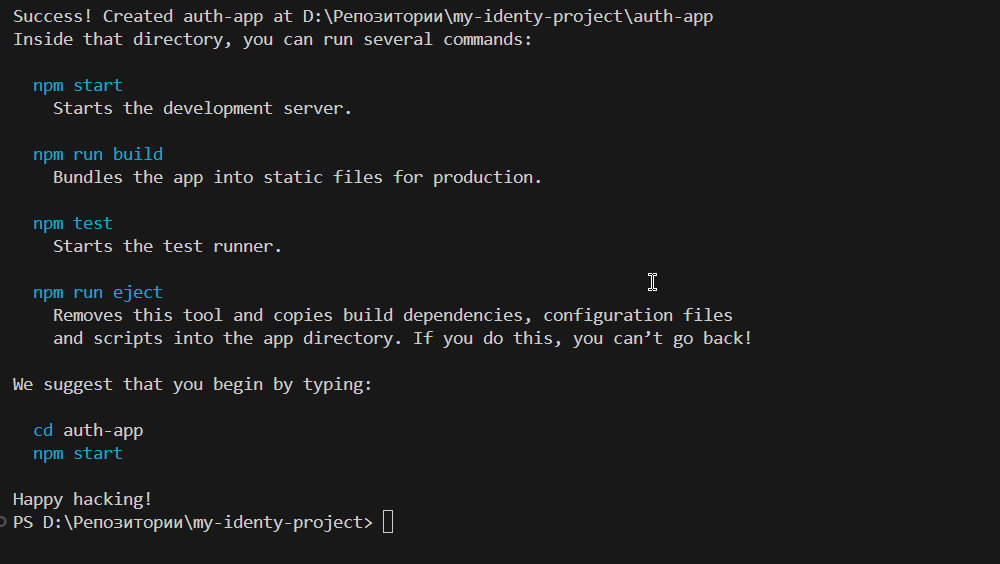 Success! Created auth-app at D:\Репозитории\my-identy-project\auth-app
Inside that directory, you can run several commands:
npm start
Starts the development server.
npm run build
Bundles the app into static files for production.
npm test
Starts the test runner.
npm run eject
Removes this tool and copies build dependencies, configuration files
and scripts into the app directory. If you do this, you can’t go back!
We suggest that you begin by typing:
cd auth-app
npm start
Happy hacking!
PS D:\Репозитории\my-identy-project>